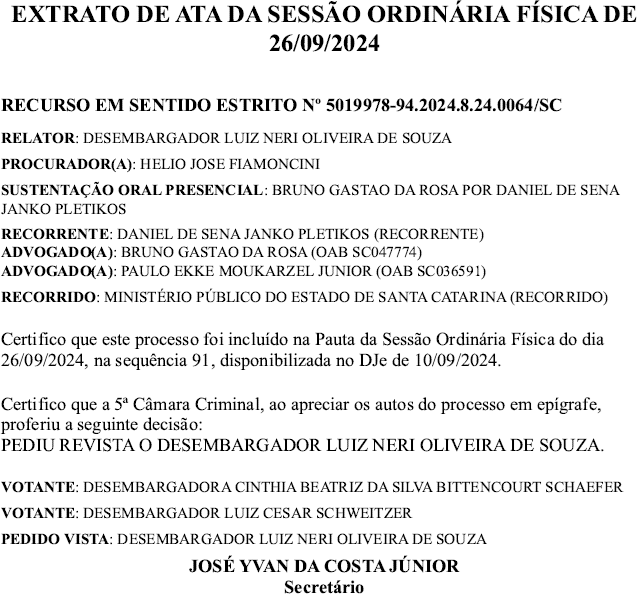 EXTRATO DE ATA DA SESSÃO ORDINÁRIA FÍSICA DE
26/09/2024
RECURSO EM SENTIDO ESTRITO Nº 5019978-94.2024.8.24.0064/SC
RELATOR: DESEMBARGADOR LUIZ NERI OLIVEIRA DE SOUZA
PROCURADOR(A): HELIO JOSE FIAMONCINI
SUSTENTAÇÃO ORAL PRESENCIAL: BRUNO GASTAO DA ROSA POR DANIEL DE SENA
JANKO PLETIKOS
RECORRENTE: DANIEL DE SENA JANKO PLETIKOS (RECORRENTE)
ADVOGADO(A): BRUNO GASTAO DA ROSA (OAB SC047774)
ADVOGADO(A): PAULO EKKE MOUKARZEL JUNIOR (OAB SC036591)
RECORRIDO: MINISTÉRIO PÚBLICO DO ESTADO DE SANTA CATARINA (RECORRIDO)
Certifico que este processo foi incluído na Pauta da Sessão Ordinária Física do dia
26/09/2024, na sequência 91, disponibilizada no DJe de 10/09/2024.
Certifico que a 5ª Câmara Criminal, ao apreciar os autos do processo em epígrafe,
proferiu a seguinte decisão:
PEDIU REVISTA O DESEMBARGADOR LUIZ NERI OLIVEIRA DE SOUZA.
VOTANTE: DESEMBARGADORA CINTHIA BEATRIZ DA SILVA BITTENCOURT SCHAEFER
VOTANTE: DESEMBARGADOR LUIZ CESAR SCHWEITZER
PEDIDO VISTA: DESEMBARGADOR LUIZ NERI OLIVEIRA DE SOUZA
JOSÉ YVAN DA COSTA JÚNIOR
Secretário